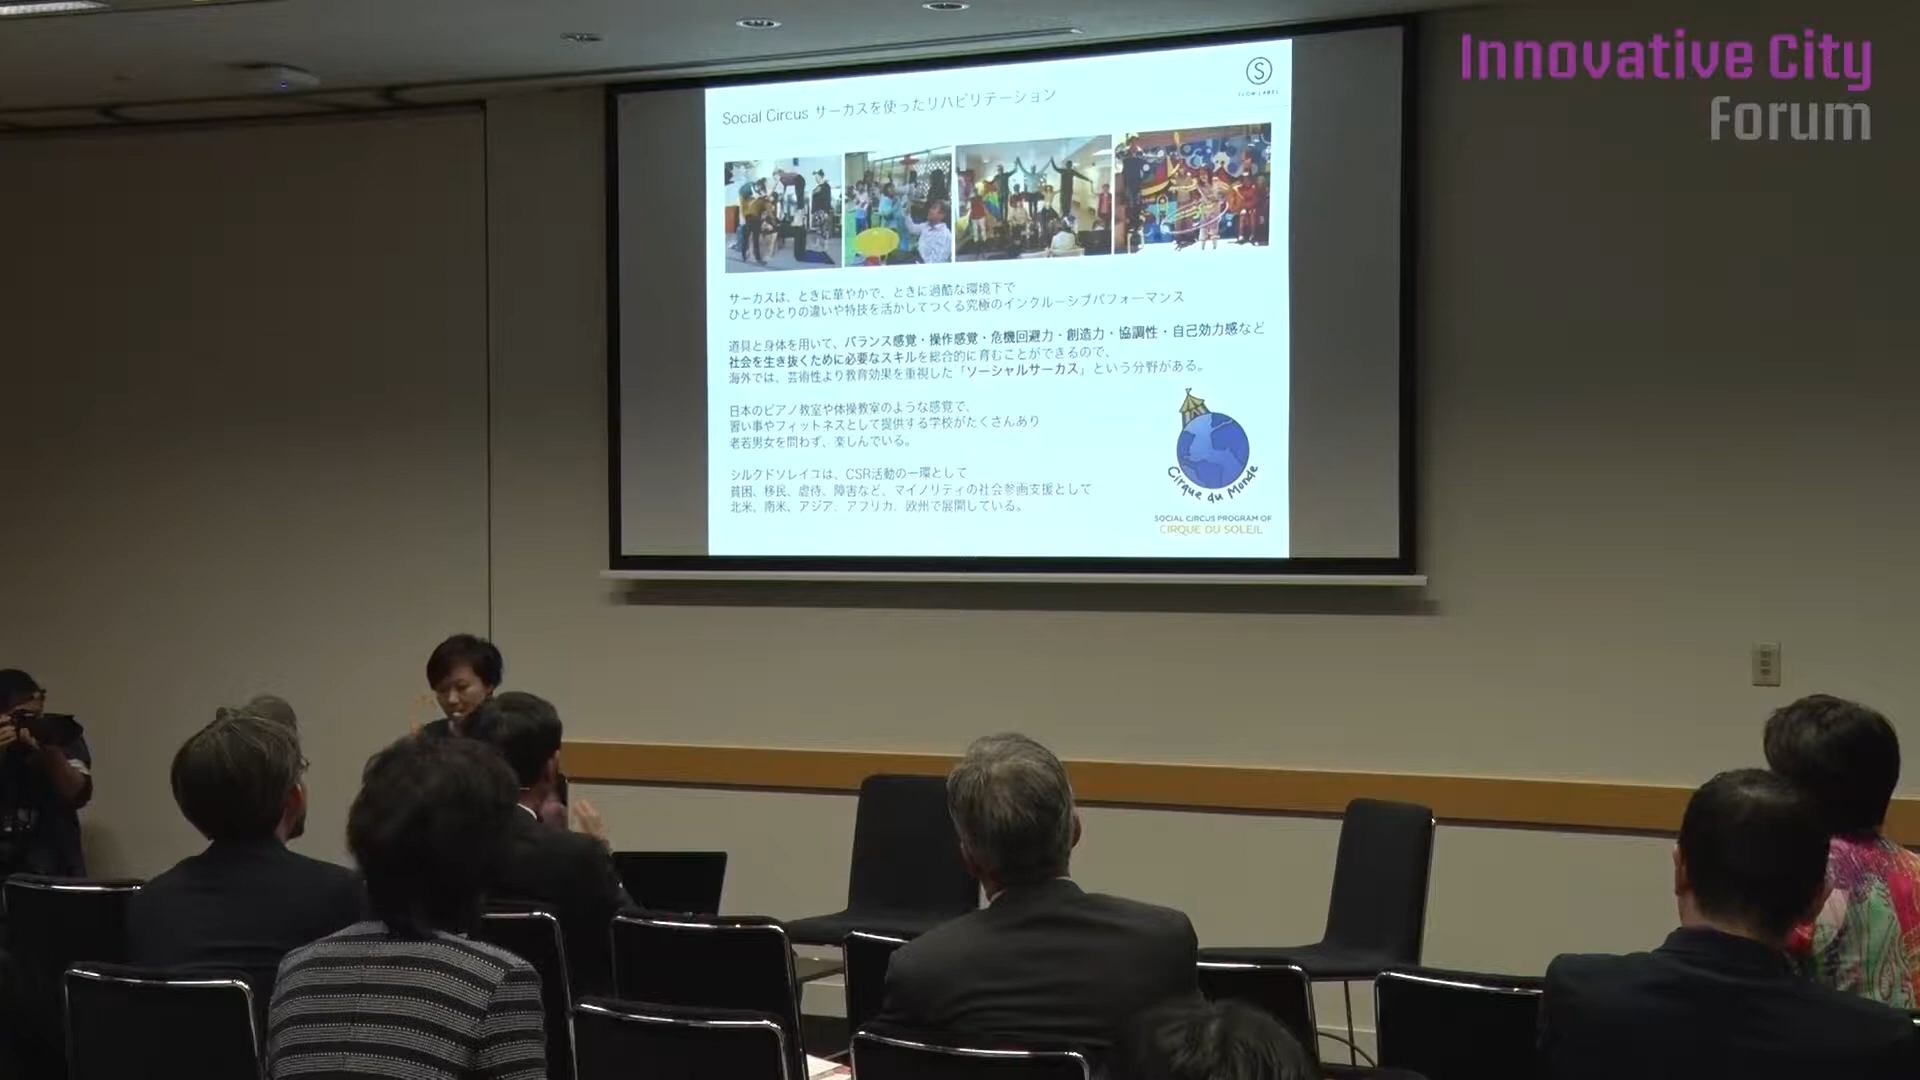 Innovative City
Forum
SLOW LABEL
Social Circus サーカスを使ったリハビリテーション
サーカスは、ときに華やかで、ときに過酷な環境下で
ひとりひとりの違いや特技を活かしてつくる究極のインクルーシブパフォーマンス
道具と身体を用いて、バランス感覚・操作感覚・危機回避力・創造力・協調性・自己効力感など
社会を生き抜くために必要なスキルを総合的に育むことができるので、
海外では、芸術性より教育効果を重視した「ソーシャルサーカス」という分野がある。
日本のピアノ教室や体操教室のような感覚で、
習い事やフィットネスとして提供する学校がたくさんあり
老若男女を問わず、楽しんでいる。
シルクドソレイユは、CSR活動の一環として
貧困、移民、虐待、障害など、マイノリティの社会参画支援として
北米、南米、アジア、アフリカ、欧州で展開している。
Cirque du Monde
SOCIAL CIRCUS PROGRAM OF
CIRQUE DU SOLEIL